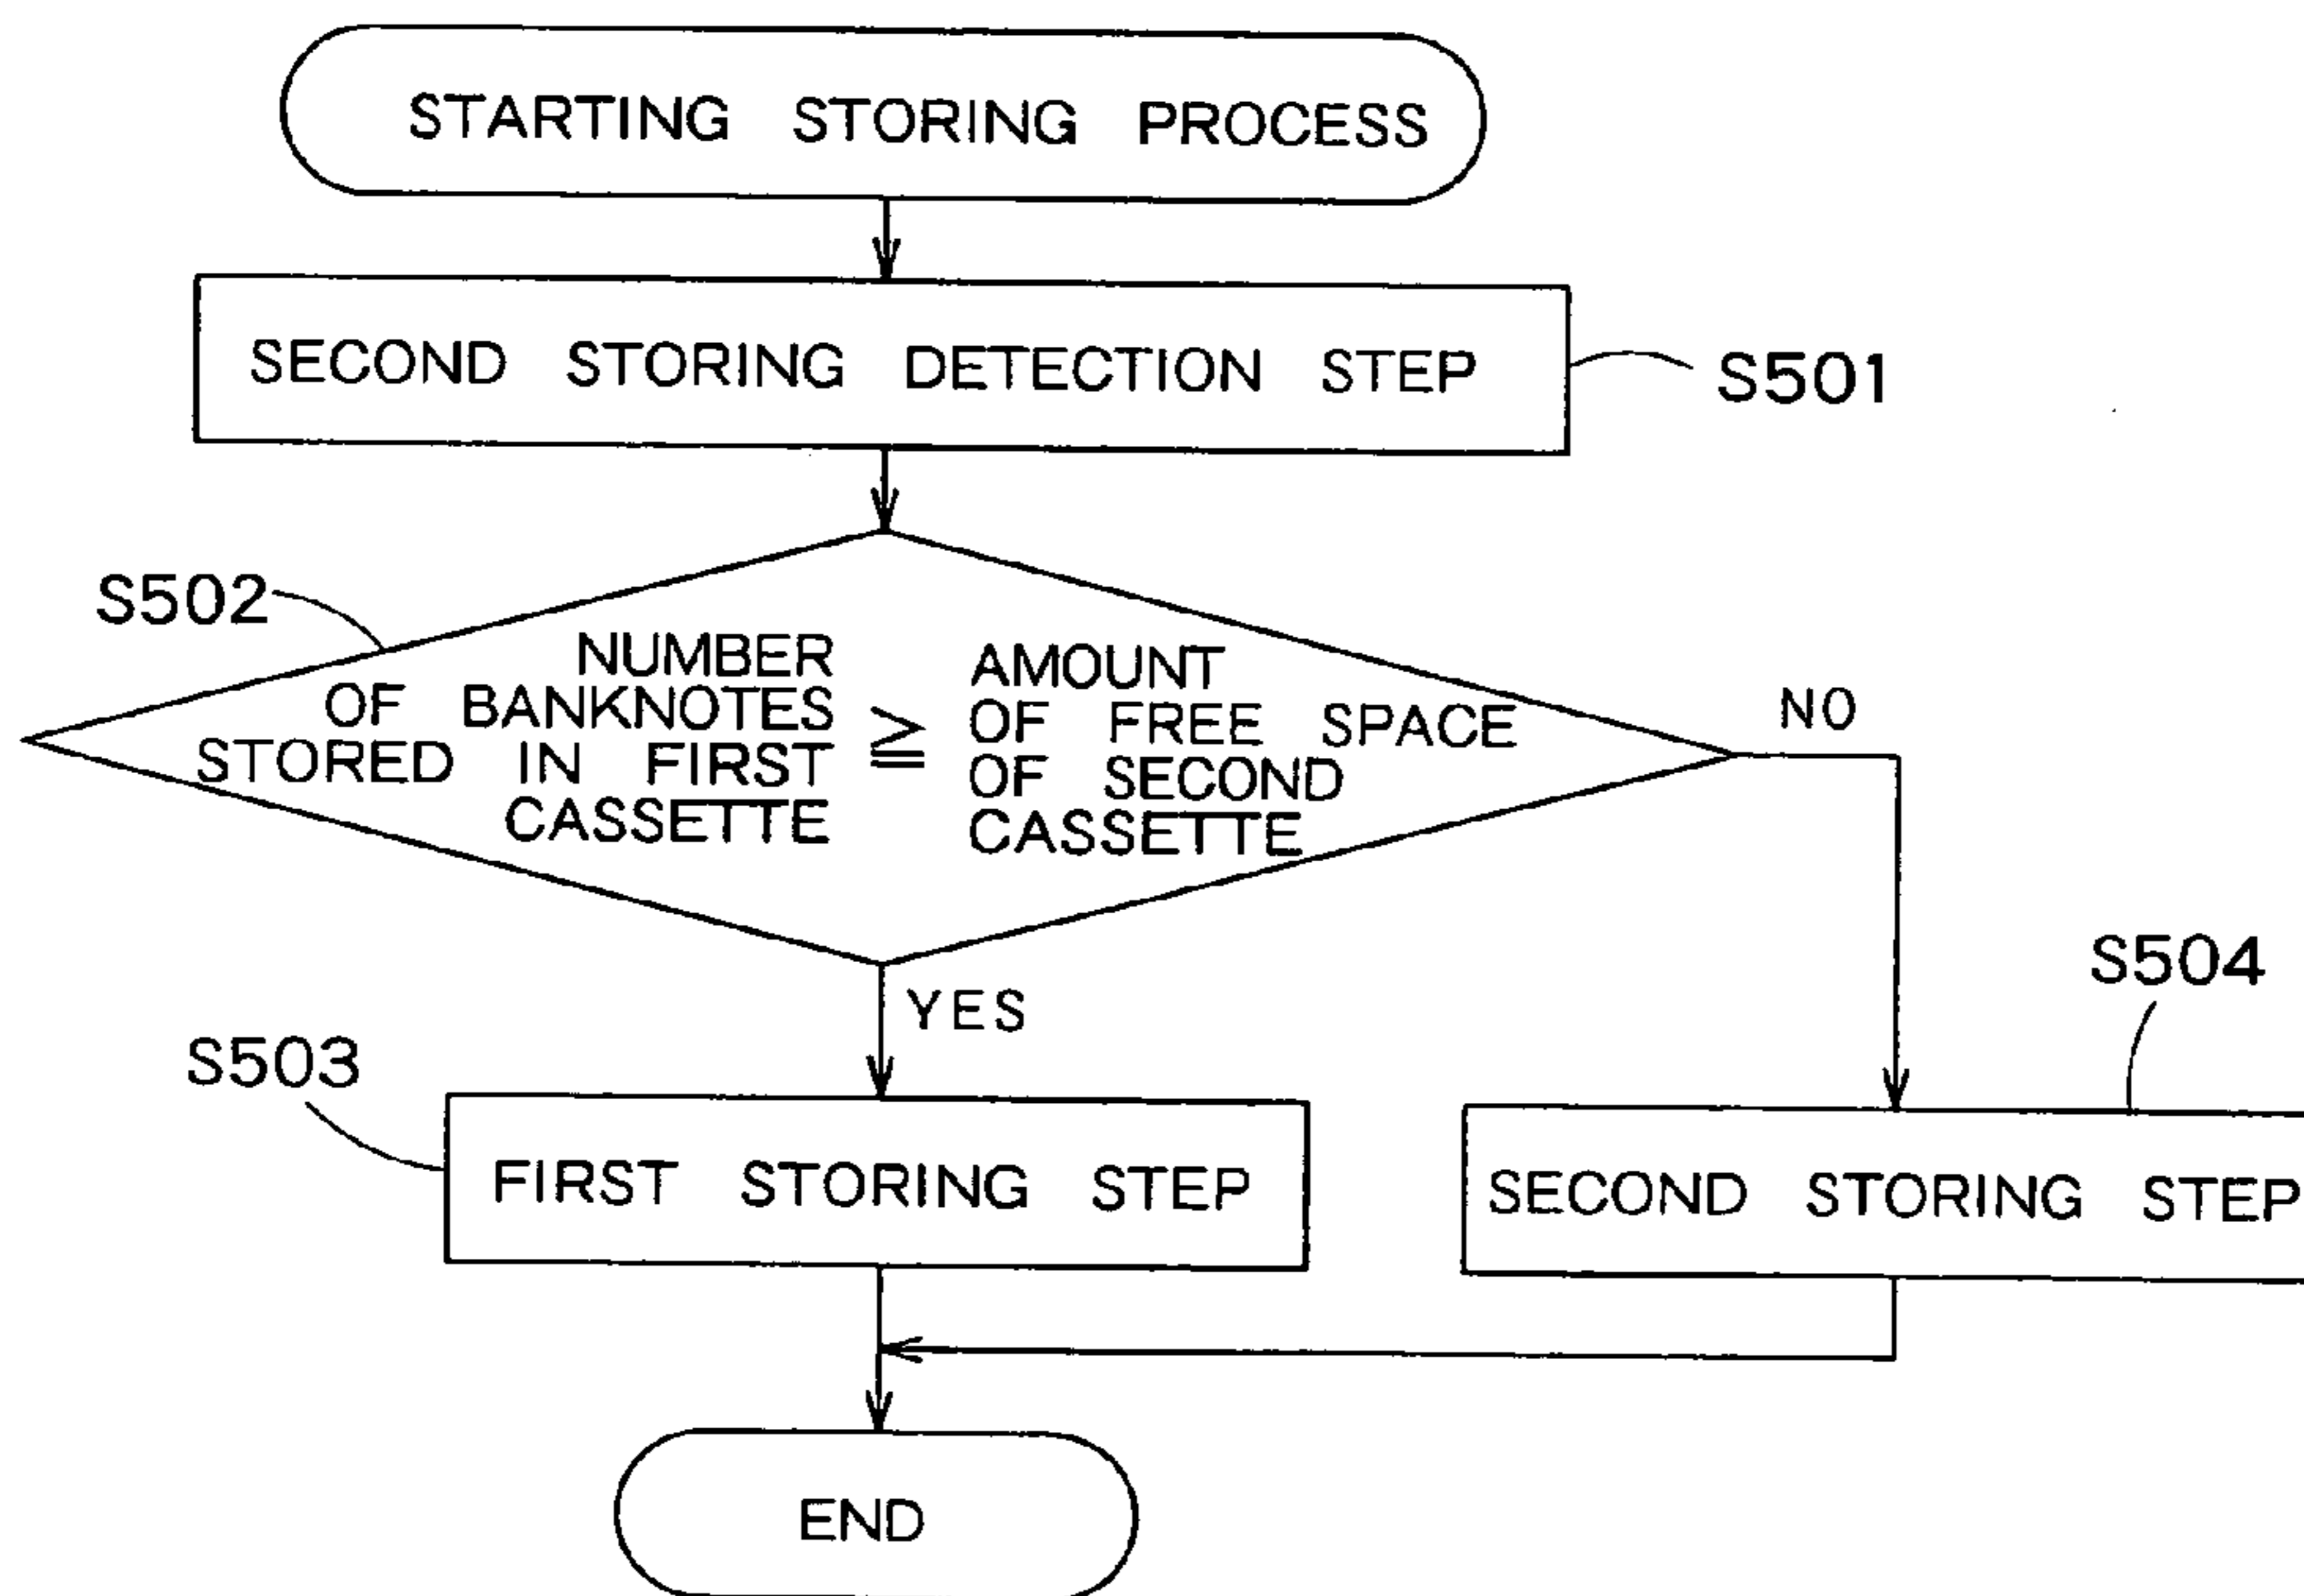 STARTING STORING PROCESS
SECOND STORING DETECTION STEP
S501
S502
NUMBER
OF BANKNOTES
STORED IN FIRST
CASSETTE
≧
AMOUNT
OF FREE SPACE
OF SECOND
CASSETTE
NO
YES
S503
S504
FIRST STORING STEP
SECOND STORING STEP
END